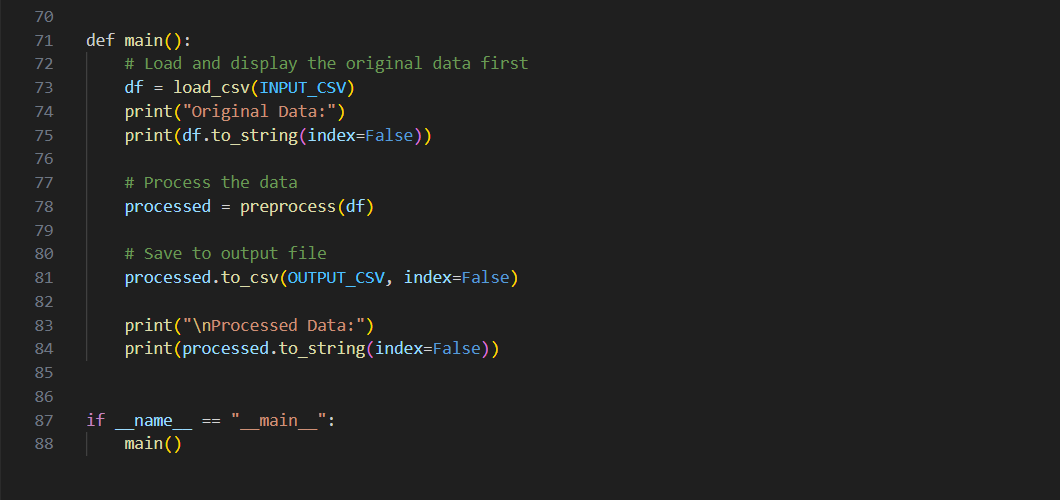 70
71 def main():
72     # Load and display the original data first
73     df = load_csv(INPUT_CSV)
74     print("Original Data:")
75     print(df.to_string(index=False))
76
77     # Process the data
78     processed = preprocess(df)
79
80     # Save to output file
81     processed.to_csv(OUTPUT_CSV, index=False)
82
83     print("\nProcessed Data:")
84     print(processed.to_string(index=False))
85
86
87 if __name__ == "__main__":
88     main()